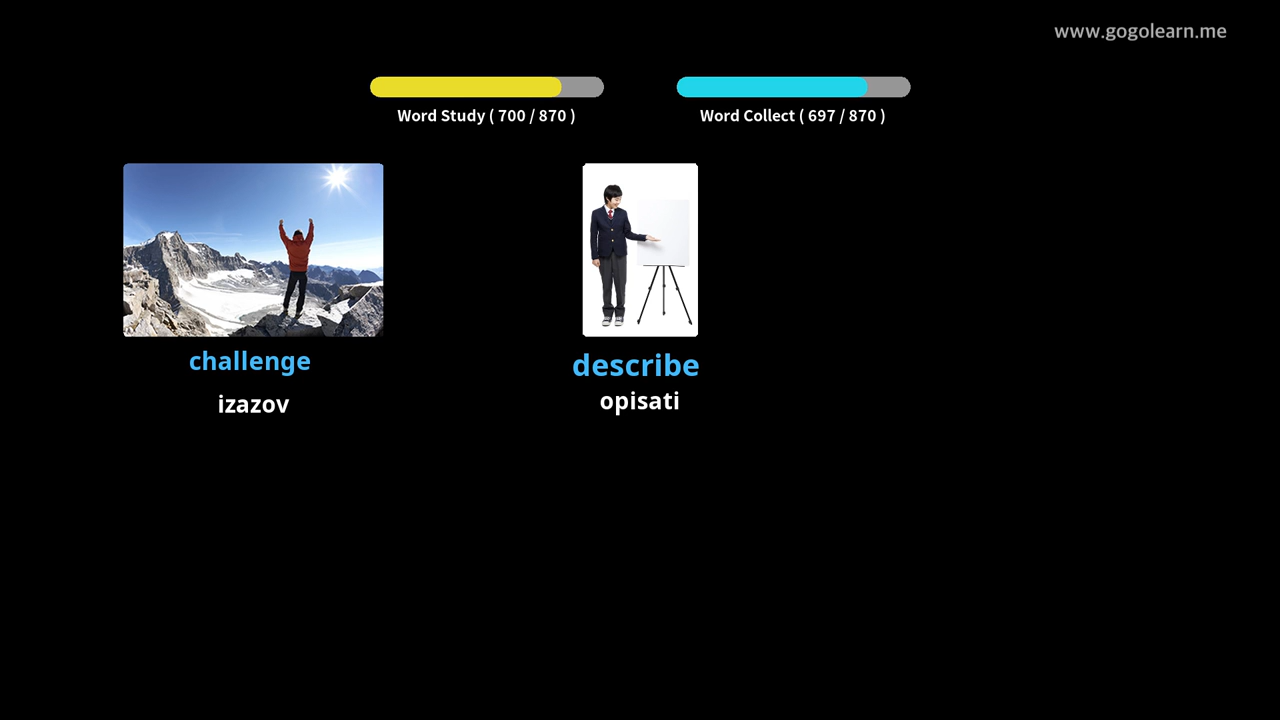 www.gogolearn.me
Word Study ( 700 / 870 )
Word Collect ( 697 / 870 )
challenge
izazov
describe
opisati